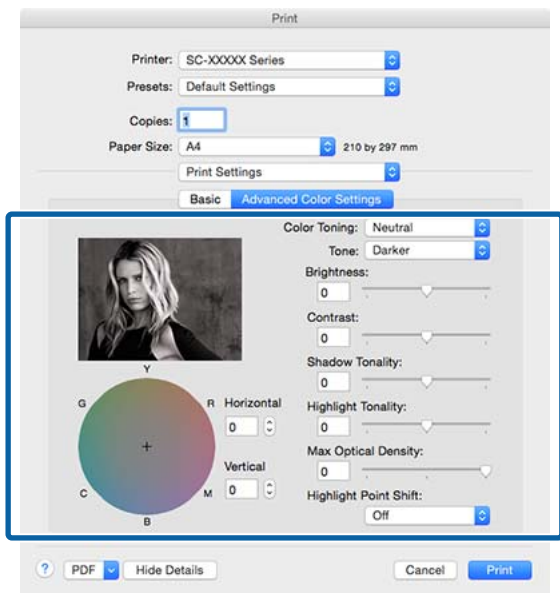 Print
Printer: SC-XXXXX Series
Presets: Default Settings
Copies: 1
Paper Size: A4 210 by 297 mm
Print Settings
Basic Advanced Color Settings
Color Toning: Neutral
Tone: Darker
Brightness:
0
Contrast:
0
Shadow Tonality:
0
Highlight Tonality:
0
Max Optical Density:
0
Highlight Point Shift:
Off
Y
G R
C M
B
Horizontal
0
Vertical
0
? PDF Hide Details Cancel Print